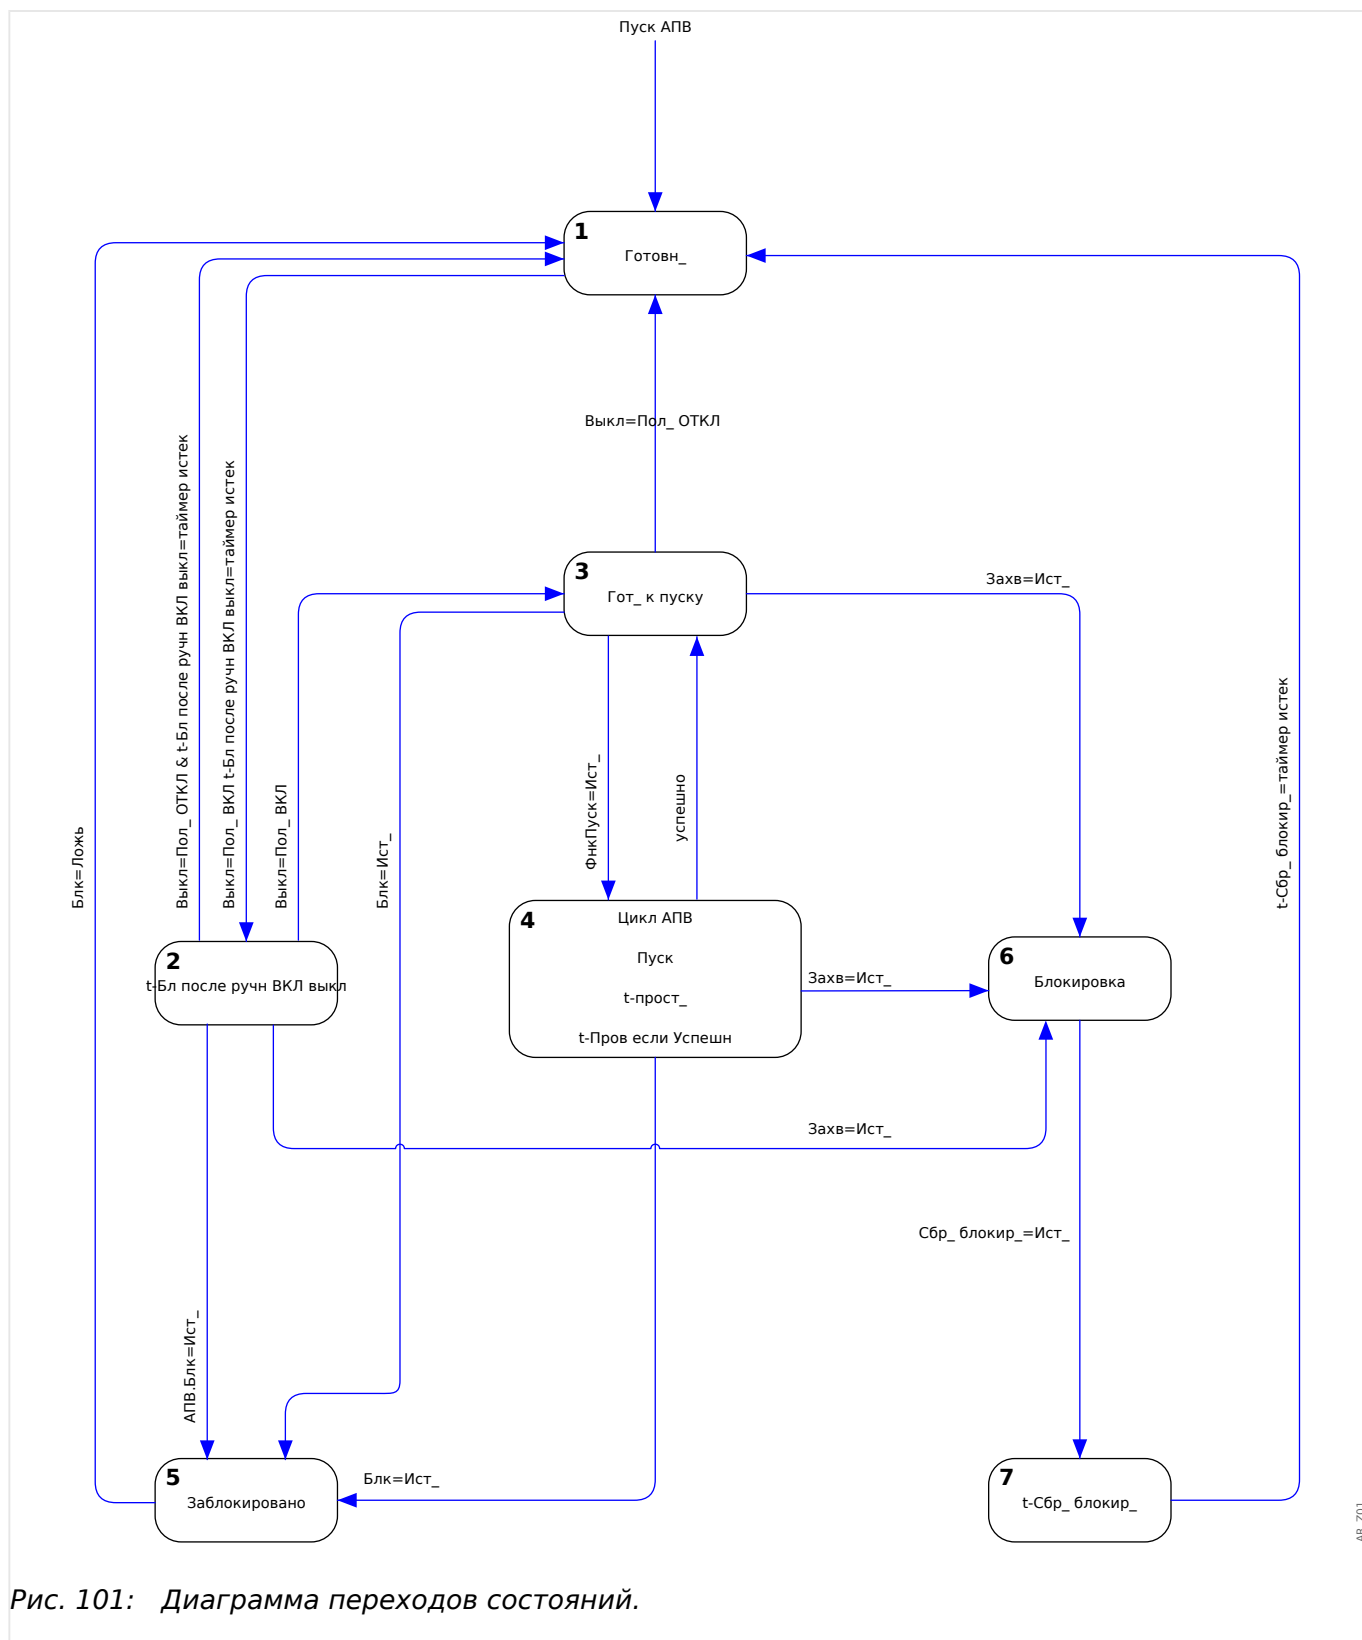 Пуск АПВ
1
Готовн_
Выкл=Пол_ ОТКЛ
3
Гот_ к пуску
Захв=Ист_
Блк=Ложь
Выкл=Пол_ ОТКЛ & t-Бл после ручн ВКЛ выкл=таймер истек
Выкл=Пол_ ВКЛ t-Бл после ручн ВКЛ выкл=таймер истек
Выкл=Пол_ ВКЛ
Блк=Ист_
ФнкПуск=Ист_
успешно
t-Сбр_ блокир_=таймер истек
2
t-Бл после ручн ВКЛ выкл
4
Цикл АПВ
Пуск
t-прост_
t-Пров если Успешн
Захв=Ист_
6
Блокировка
Захв=Ист_
Сбр_ блокир_=Ист_
АПВ.Блк=Ист_
5
Заблокировано
Блк=Ист_
7
t-Сбр_ блокир_
AR_Z01
Рис. 101: Диаграмма переходов состояний.